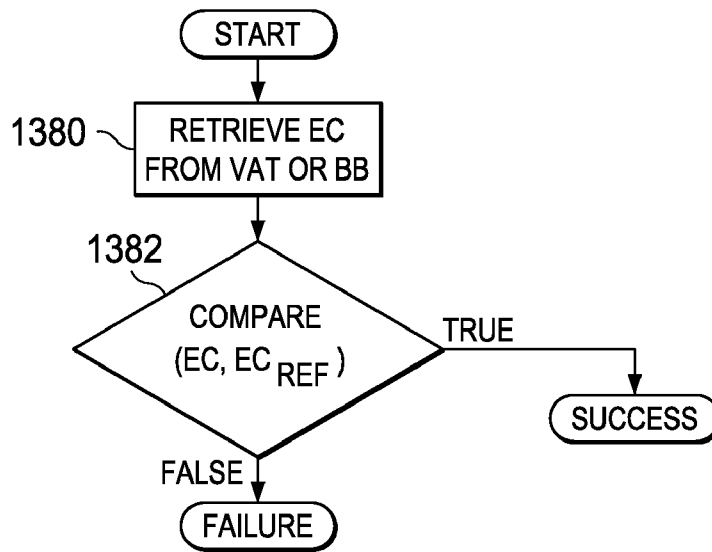 START
1380
RETRIEVE EC
FROM VAT OR BB
1382
COMPARE
(EC, EC REF )
TRUE
SUCCESS
FALSE
FAILURE